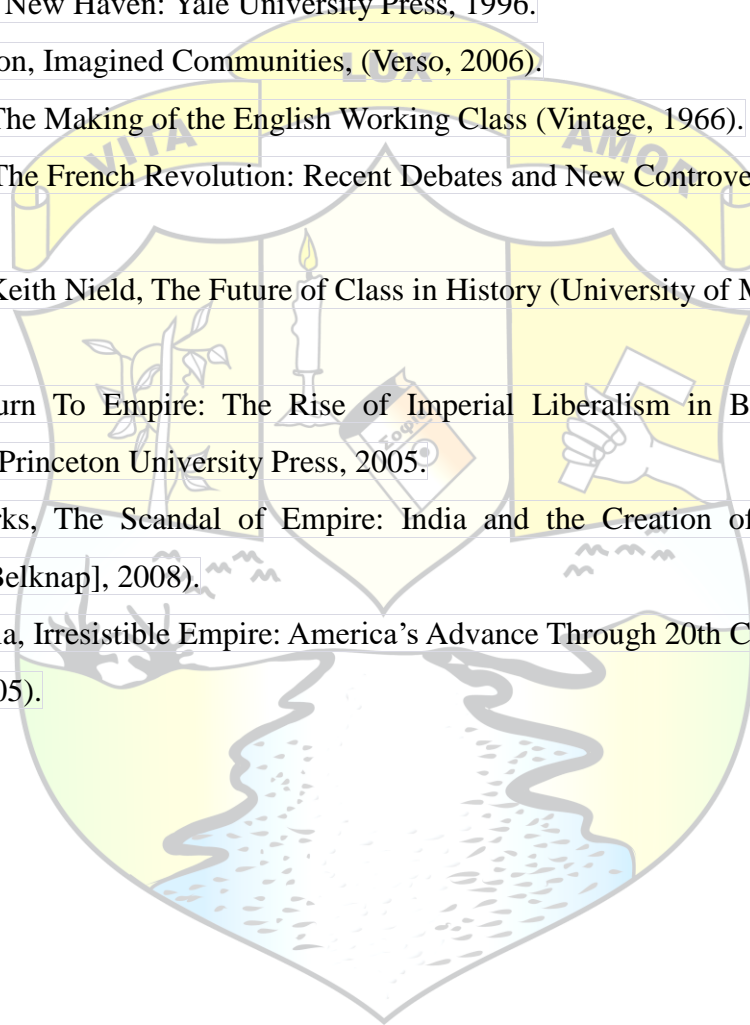 New Haven: Yale University Press, 1996.
on, Imagined Communities, (Verso, 2006).
LUX
The Making of the English Working Class (Vintage, 1966).
VITA
AMOR
The French Revolution: Recent Debates and New Controve
Keith Nield, The Future of Class in History (University of M
urn To Empire: The Rise of Imperial Liberalism in B
Σοφία
Princeton University Press, 2005.
rks, The Scandal of Empire: India and the Creation of
Belknap], 2008).
ia, Irresistible Empire: America's Advance Through 20th C
05).